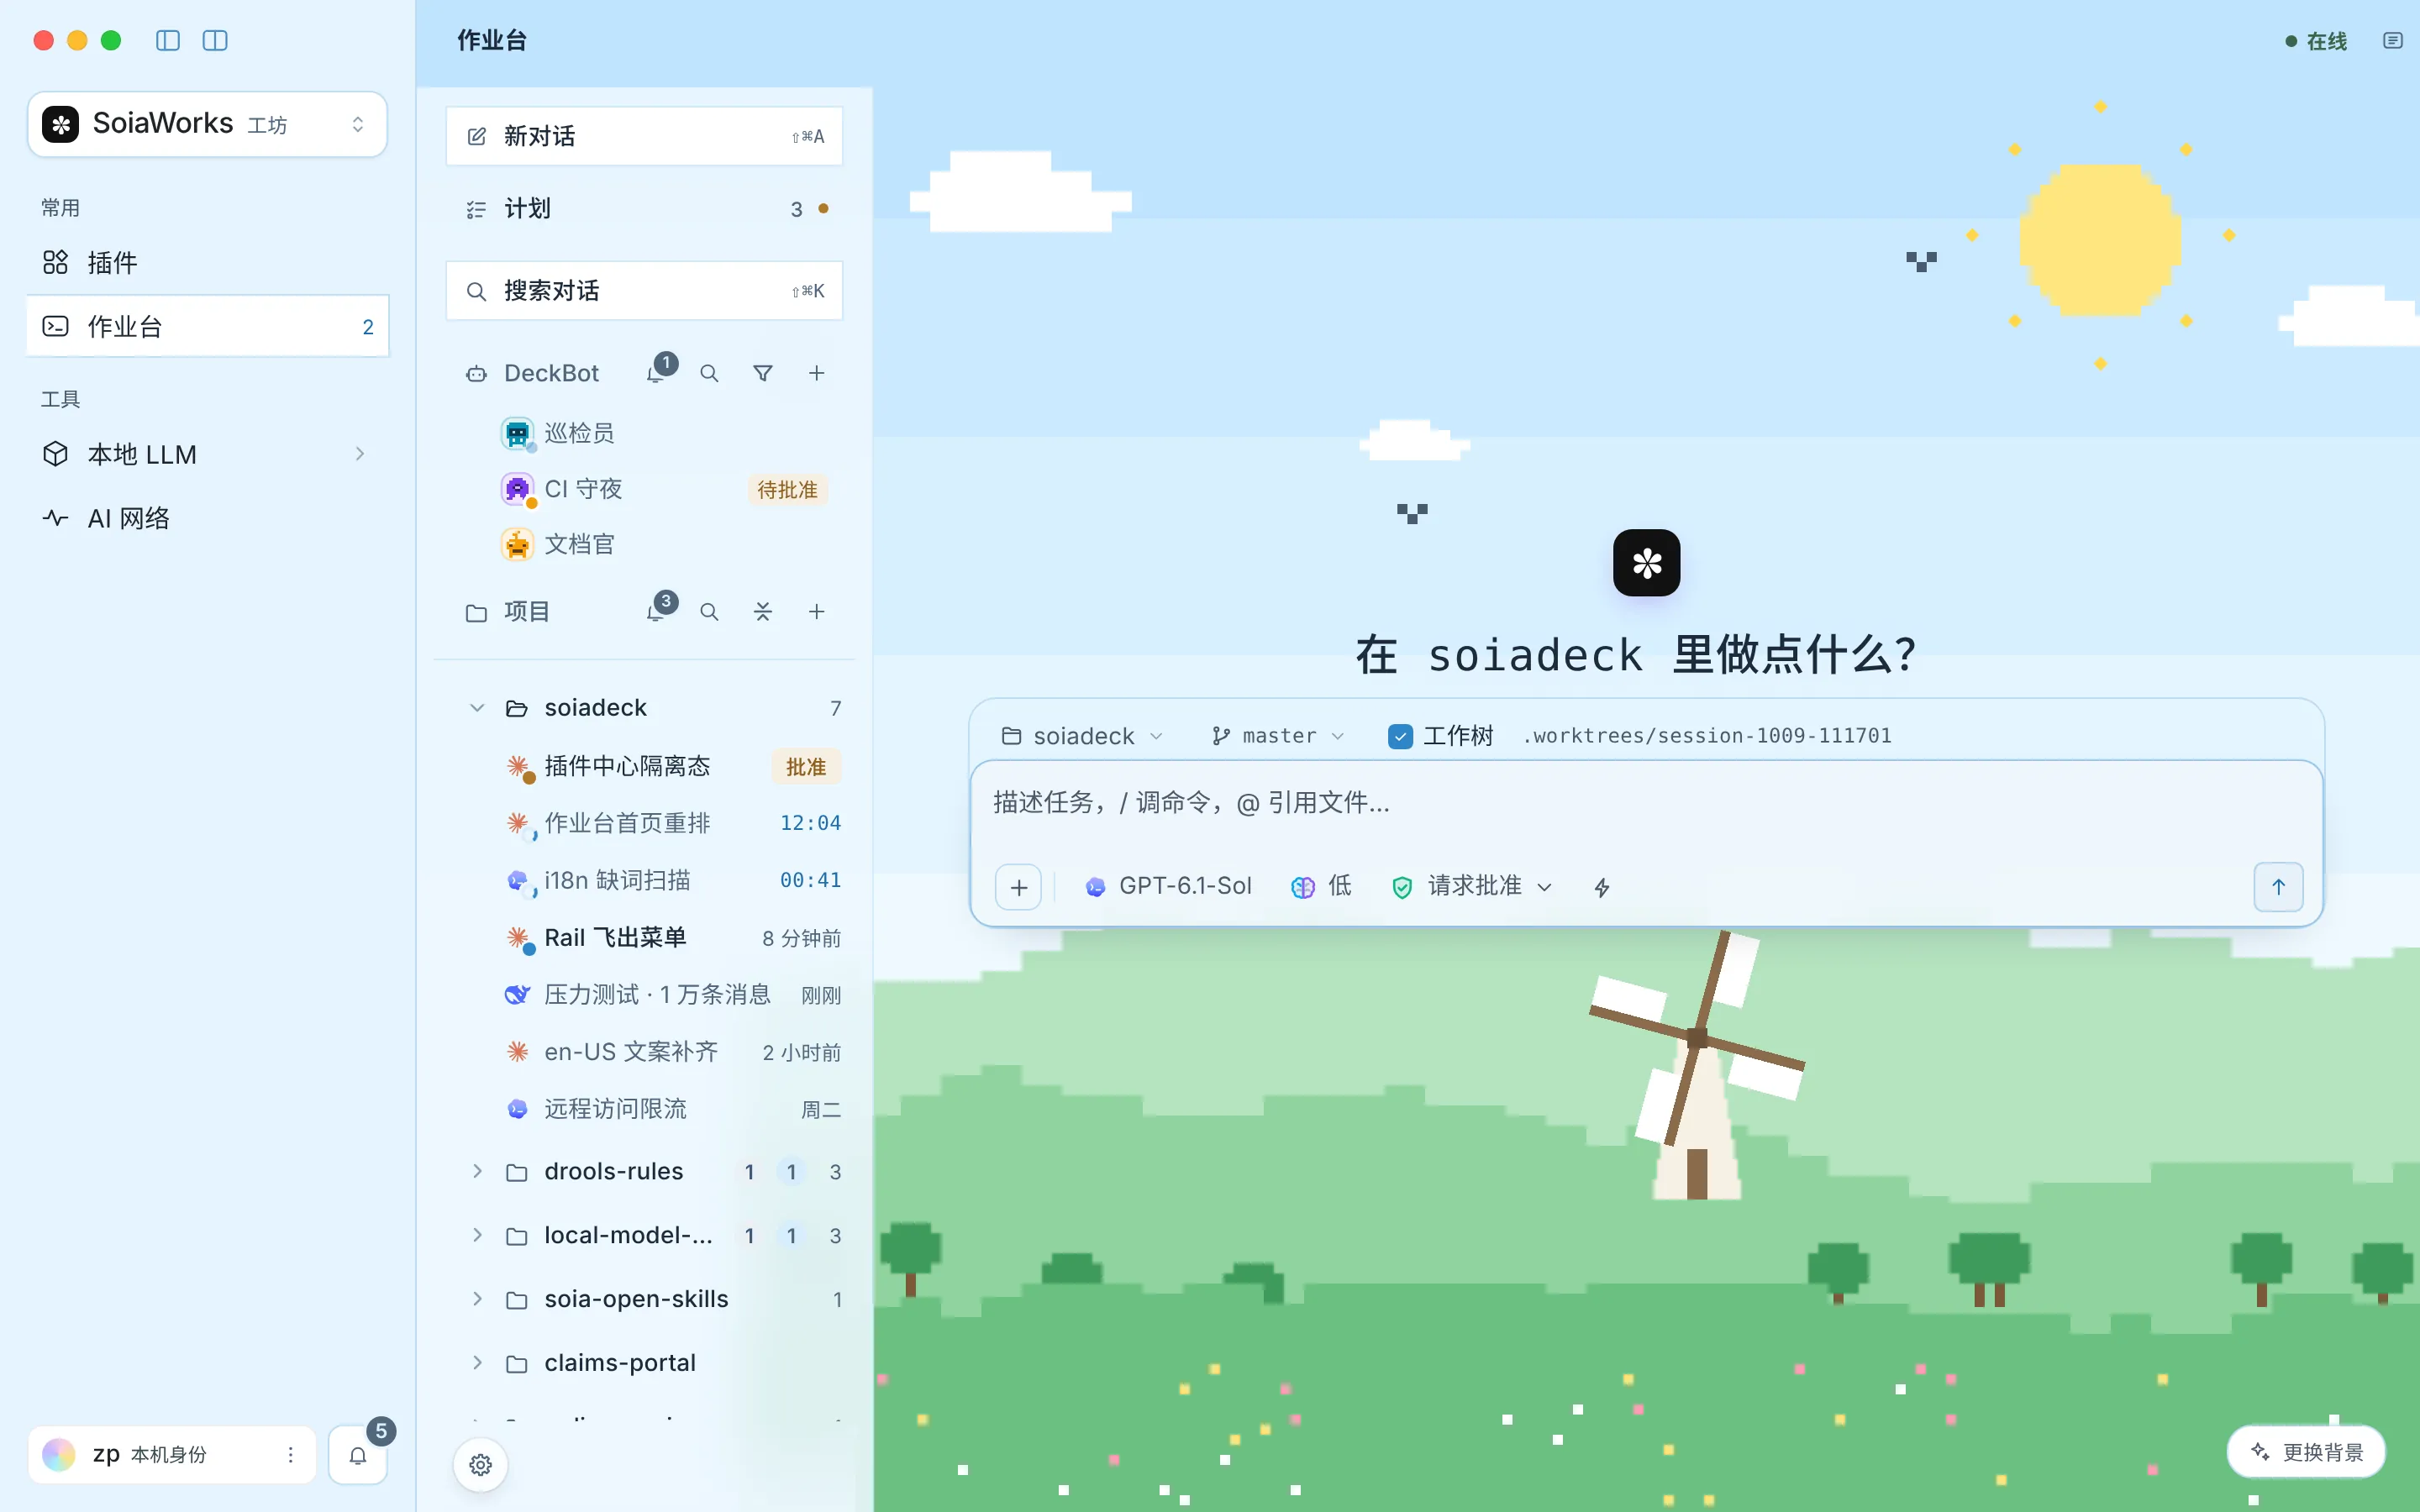 作业台
在线
SoiaWorks 工坊
常用
插件
作业台 2
工具
本地 LLM
AI 网络
zp 本机身份
5
新对话 ⇧⌘A
计划 3
搜索对话 ⇧⌘K
DeckBot 1
巡检员
CI 守夜 待批准
文档官
项目 3
soiadeck 7
插件中心隔离态 批准
作业台首页重排 12:04
i18n 缺词扫描 00:41
Rail 飞出菜单 8 分钟前
压力测试 · 1 万条消息 刚刚
en-US 文案补齐 2 小时前
远程访问限流 周二
drools-rules 1 1 3
local-model-... 1 1 3
soia-open-skills 1
claims-portal
在 soiadeck 里做点什么？
soiadeck master 工作树 .worktrees/session-1009-111701
描述任务，/ 调命令，@ 引用文件...
GPT-6.1-Sol 低 请求批准
更换背景